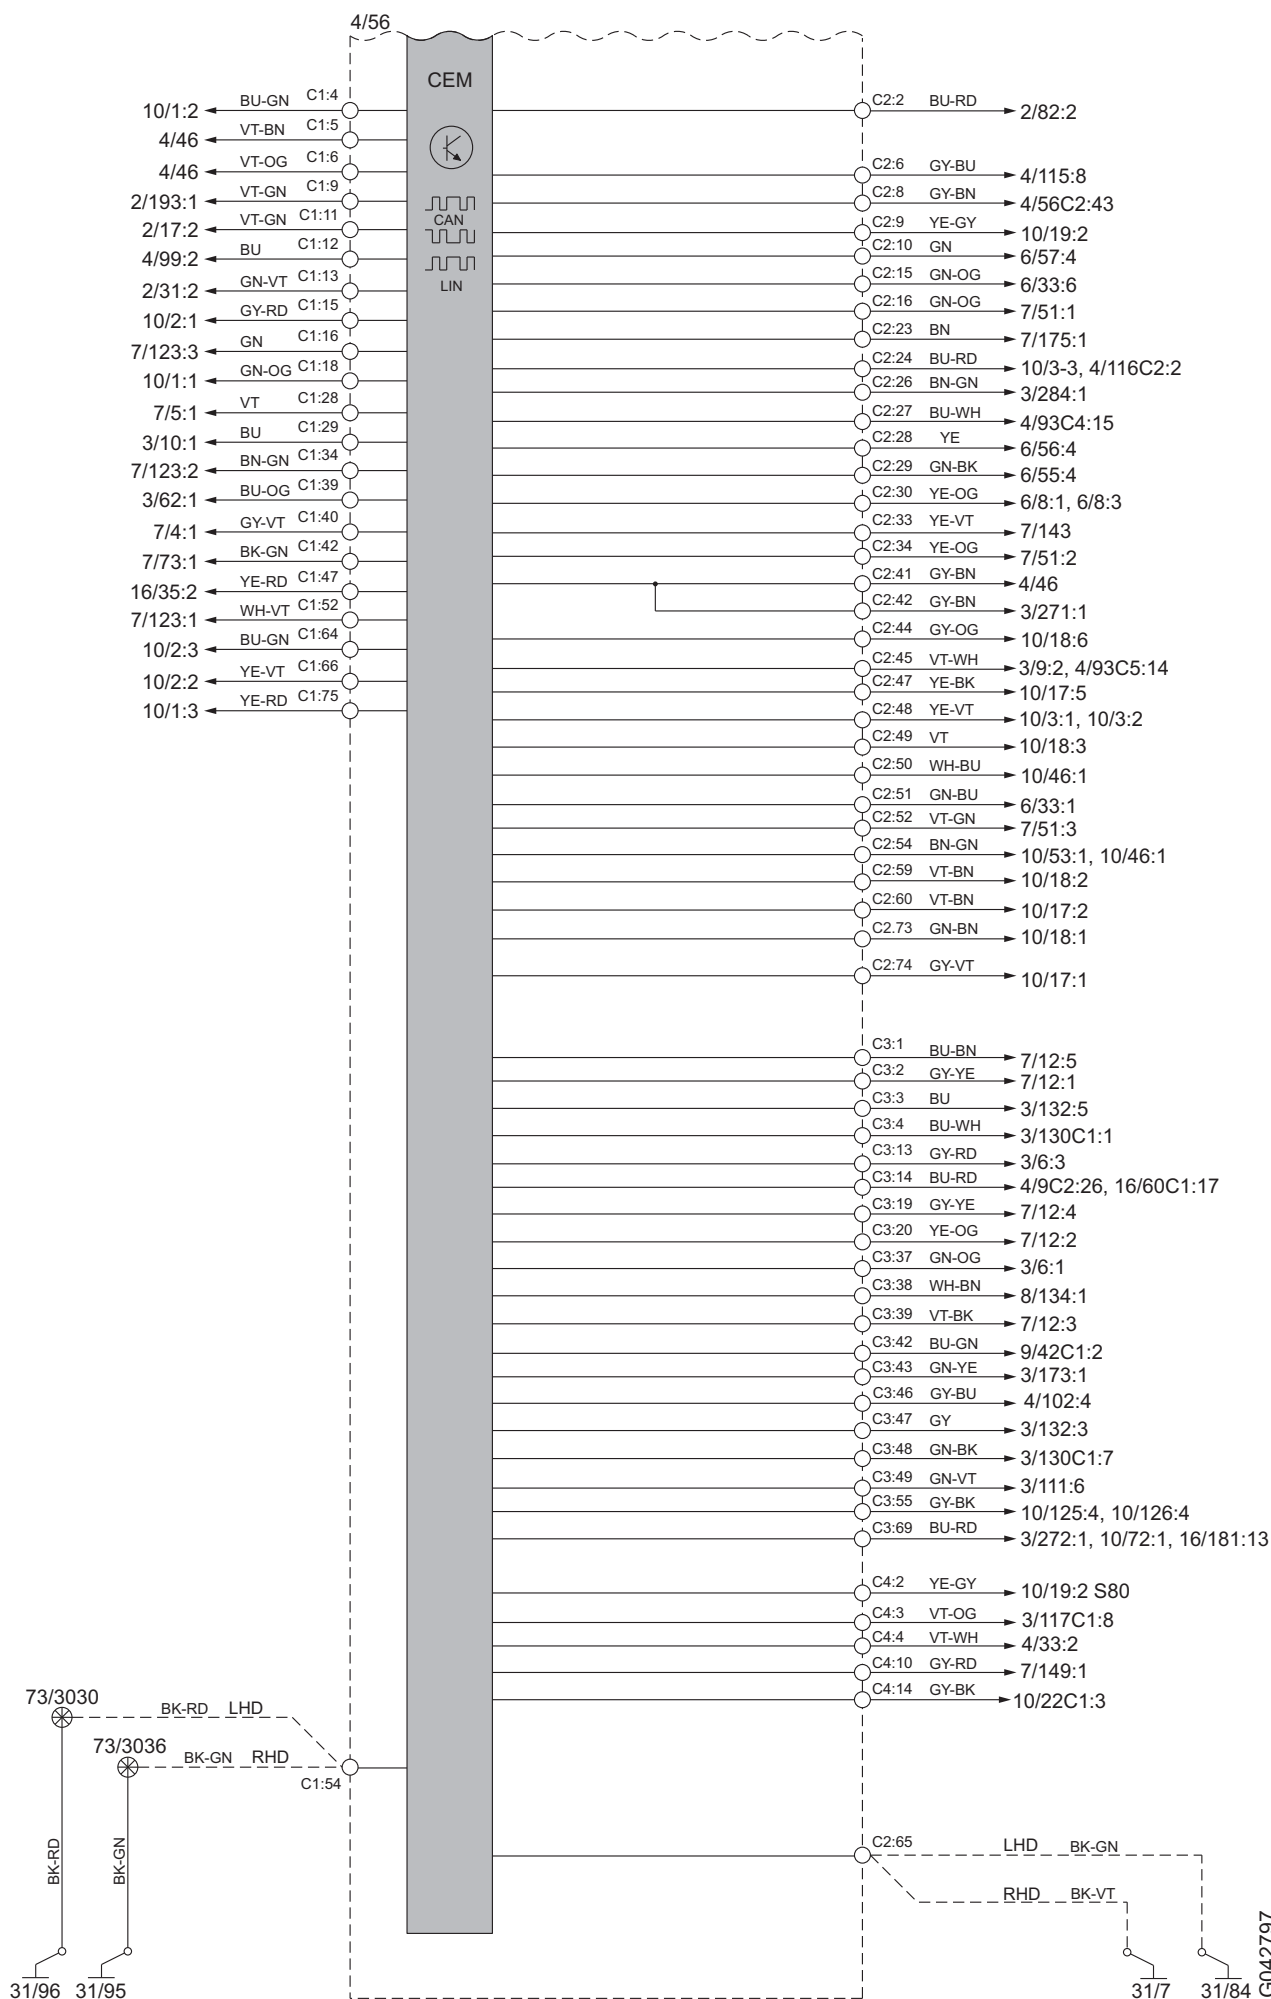 4/56
CEM
CAN
LIN
10/1:2 BU-GN C1:4
4/46 VT-BN C1:5
4/46 VT-OG C1:6
2/193:1 VT-GN C1:9
2/17:2 VT-GN C1:11
4/99:2 BU C1:12
2/31:2 GN-VT C1:13
10/2:1 GY-RD C1:15
7/123:3 GN C1:16
10/1:1 GN-OG C1:18
7/5:1 VT C1:28
3/10:1 BU C1:29
7/123:2 BN-GN C1:34
3/62:1 BU-OG C1:39
7/4:1 GY-VT C1:40
7/73:1 BK-GN C1:42
16/35:2 YE-RD C1:47
7/123:1 WH-VT C1:52
10/2:3 BU-GN C1:64
10/2:2 YE-VT C1:66
10/1:3 YE-RD C1:75
C2:2 BU-RD 2/82:2
C2:6 GY-BU 4/115:8
C2:8 GY-BN 4/56C2:43
C2:9 YE-GY 10/19:2
C2:10 GN 6/57:4
C2:15 GN-OG 6/33:6
C2:16 GN-OG 7/51:1
C2:23 BN 7/175:1
C2:24 BU-RD 10/3-3, 4/116C2:2
C2:26 BN-GN 3/284:1
C2:27 BU-WH 4/93C4:15
C2:28 YE 6/56:4
C2:29 GN-BK 6/55:4
C2:30 YE-OG 6/8:1, 6/8:3
C2:33 YE-VT 7/143
C2:34 YE-OG 7/51:2
C2:41 GY-BN 4/46
C2:42 GY-BN 3/271:1
C2:44 GY-OG 10/18:6
C2:45 VT-WH 3/9:2, 4/93C5:14
C2:47 YE-BK 10/17:5
C2:48 YE-VT 10/3:1, 10/3:2
C2:49 VT 10/18:3
C2:50 WH-BU 10/46:1
C2:51 GN-BU 6/33:1
C2:52 VT-GN 7/51:3
C2:54 BN-GN 10/53:1, 10/46:1
C2:59 VT-BN 10/18:2
C2:60 VT-BN 10/17:2
C2.73 GN-BN 10/18:1
C2:74 GY-VT 10/17:1
C3:1 BU-BN 7/12:5
C3:2 GY-YE 7/12:1
C3:3 BU 3/132:5
C3:4 BU-WH 3/130C1:1
C3:13 GY-RD 3/6:3
C3:14 BU-RD 4/9C2:26, 16/60C1:17
C3:19 GY-YE 7/12:4
C3:20 YE-OG 7/12:2
C3:37 GN-OG 3/6:1
C3:38 WH-BN 8/134:1
C3:39 VT-BK 7/12:3
C3:42 BU-GN 9/42C1:2
C3:43 GN-YE 3/173:1
C3:46 GY-BU 4/102:4
C3:47 GY 3/132:3
C3:48 GN-BK 3/130C1:7
C3:49 GN-VT 3/111:6
C3:55 GY-BK 10/125:4, 10/126:4
C3:69 BU-RD 3/272:1, 10/72:1, 16/181:13
C4:2 YE-GY 10/19:2 S80
C4:3 VT-OG 3/117C1:8
C4:4 VT-WH 4/33:2
C4:10 GY-RD 7/149:1
C4:14 GY-BK 10/22C1:3
73/3030 BK-RD LHD
73/3036 BK-GN RHD
C1:54
BK-RD
BK-GN
31/96 31/95
C2:65 LHD BK-GN
RHD BK-VT
31/7 31/84
G042797